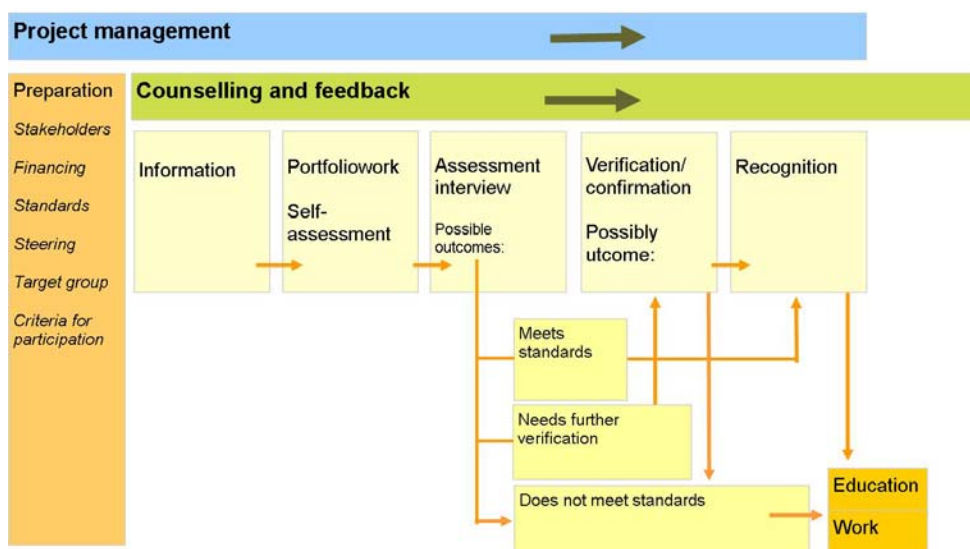 Project management
Preparation
Stakeholders
Financing
Standards
Steering
Target group
Criteria for
participation
Counselling and feedback
Information
Portfoliowork
Self-
assessment
Assessment
interview
Possible
outcomes:
Verification/
confirmation
Possibly
utcome:
Recognition
Meets
standards
Needs further
verification
Does not meet standards
Education
Work